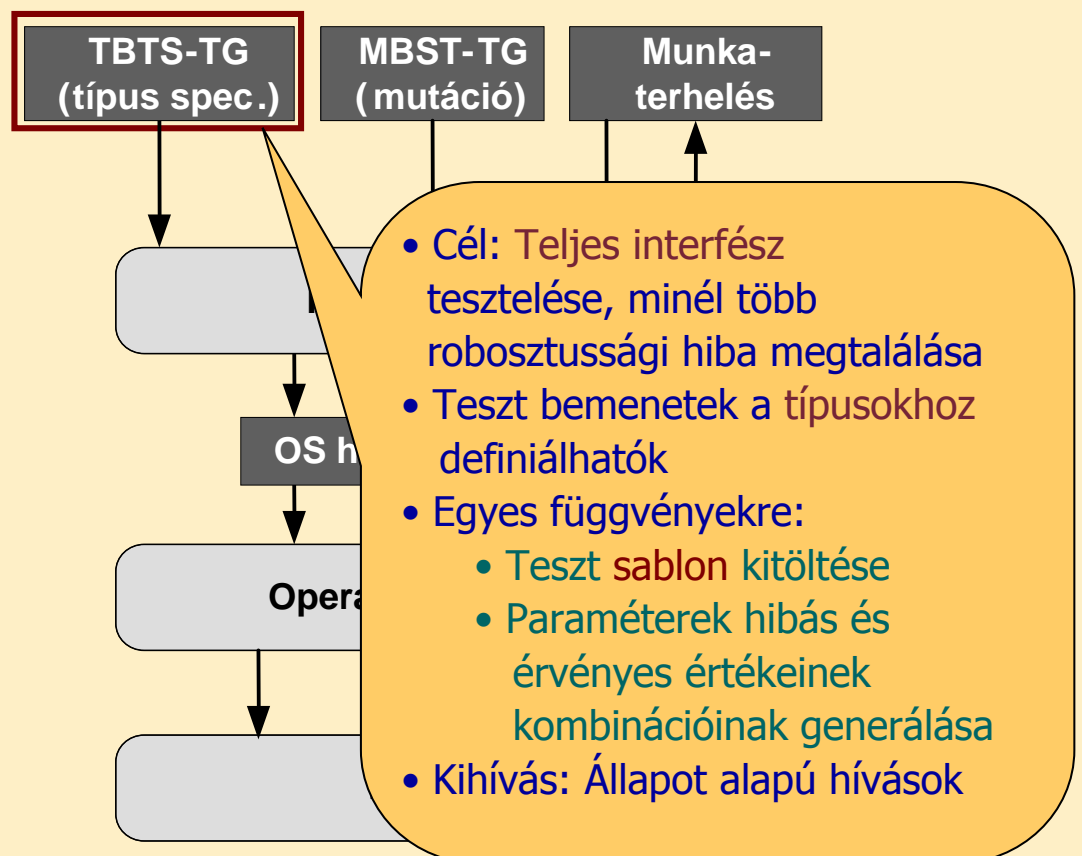 TBTS-TG
(típus spec.)
MBST-TG
(mutáció)
Munka-
terhelés
• Cél: Teljes interfész
tesztelése, minél több
robosztussági hiba megtalálása
• Teszt bemenetek a típusokhoz
definiálhatók
• Egyes függvényekre:
• Teszt sablon kitöltése
• Paraméterek hibás és
érvényes értékeinek
kombinációinak generálása
• Kihívás: Állapot alapú hívások
OS h
Opera